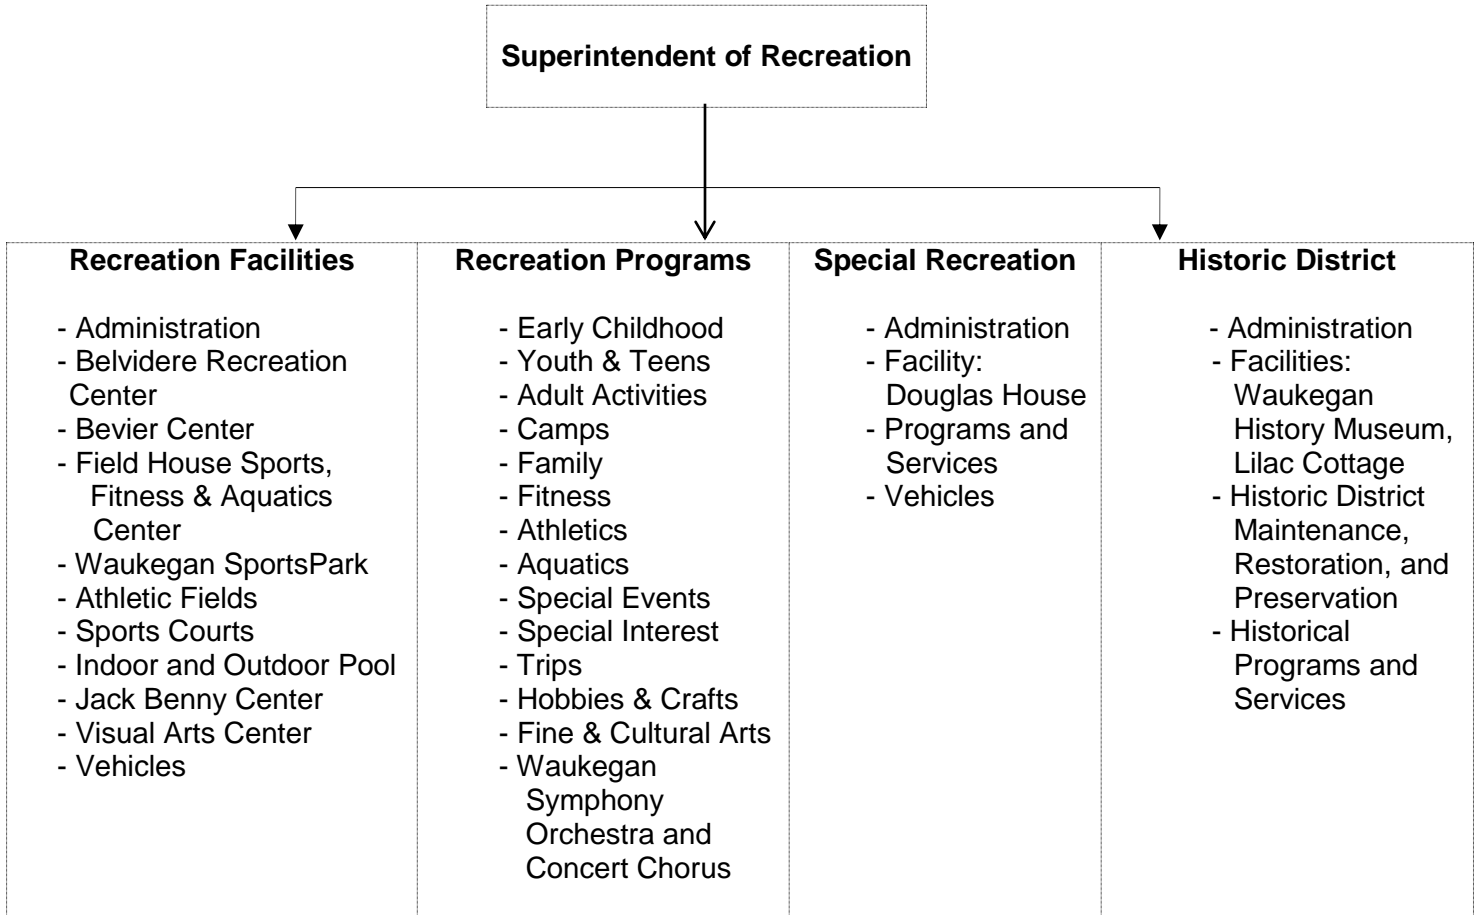 Superintendent of Recreation
Recreation Facilities
- Administration
- Belvidere Recreation
Center
- Bevier Center
- Field House Sports,
Fitness & Aquatics
Center
- Waukegan SportsPark
- Athletic Fields
- Sports Courts
- Indoor and Outdoor Pool
- Jack Benny Center
- Visual Arts Center
- Vehicles
Recreation Programs
- Early Childhood
- Youth & Teens
- Adult Activities
- Camps
- Family
- Fitness
- Athletics
- Aquatics
- Special Events
- Special Interest
- Trips
- Hobbies & Crafts
- Fine & Cultural Arts
- Waukegan
Symphony
Orchestra and
Concert Chorus
Special Recreation
- Administration
- Facility:
Douglas House
- Programs and
Services
- Vehicles
Historic District
- Administration
- Facilities:
Waukegan
History Museum,
Lilac Cottage
- Historic District
Maintenance,
Restoration, and
Preservation
- Historical
Programs and
Services